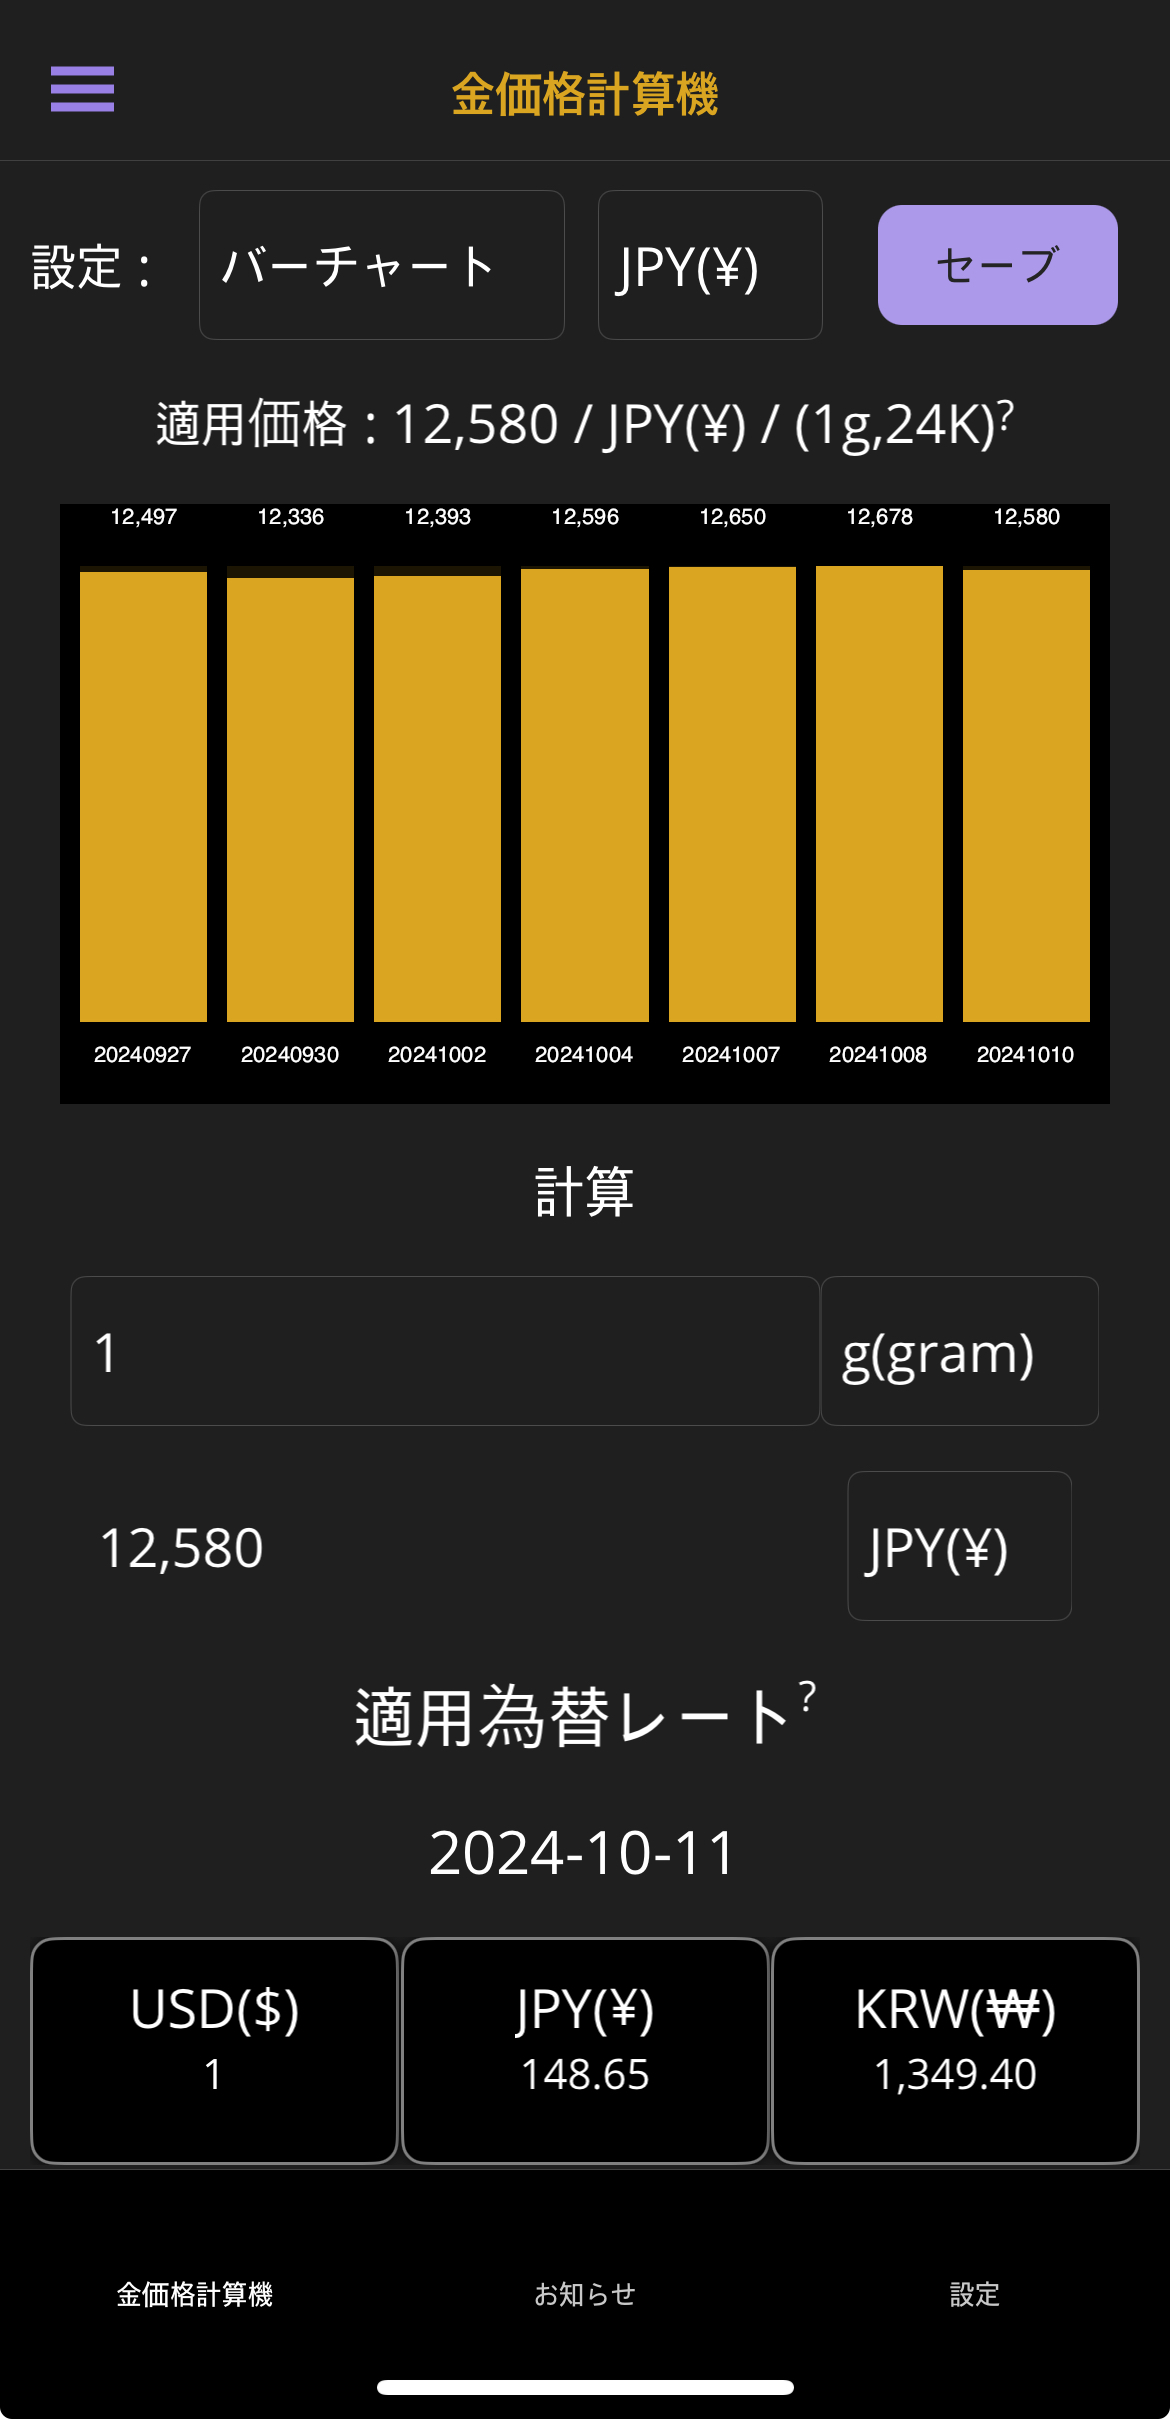 金価格計算機
設定 : バーチャート JPY(¥) セーブ
適用価格 : 12,580 / JPY(¥) / (1g,24K)?
12,497 12,336 12,393 12,596 12,650 12,678 12,580
20240927 20240930 20241002 20241004 20241007 20241008 20241010
計算
1 g(gram)
12,580 JPY(¥)
適用為替レート?
2024-10-11
USD($) JPY(¥) KRW(₩)
1 148.65 1,349.40
金価格計算機 お知らせ 設定